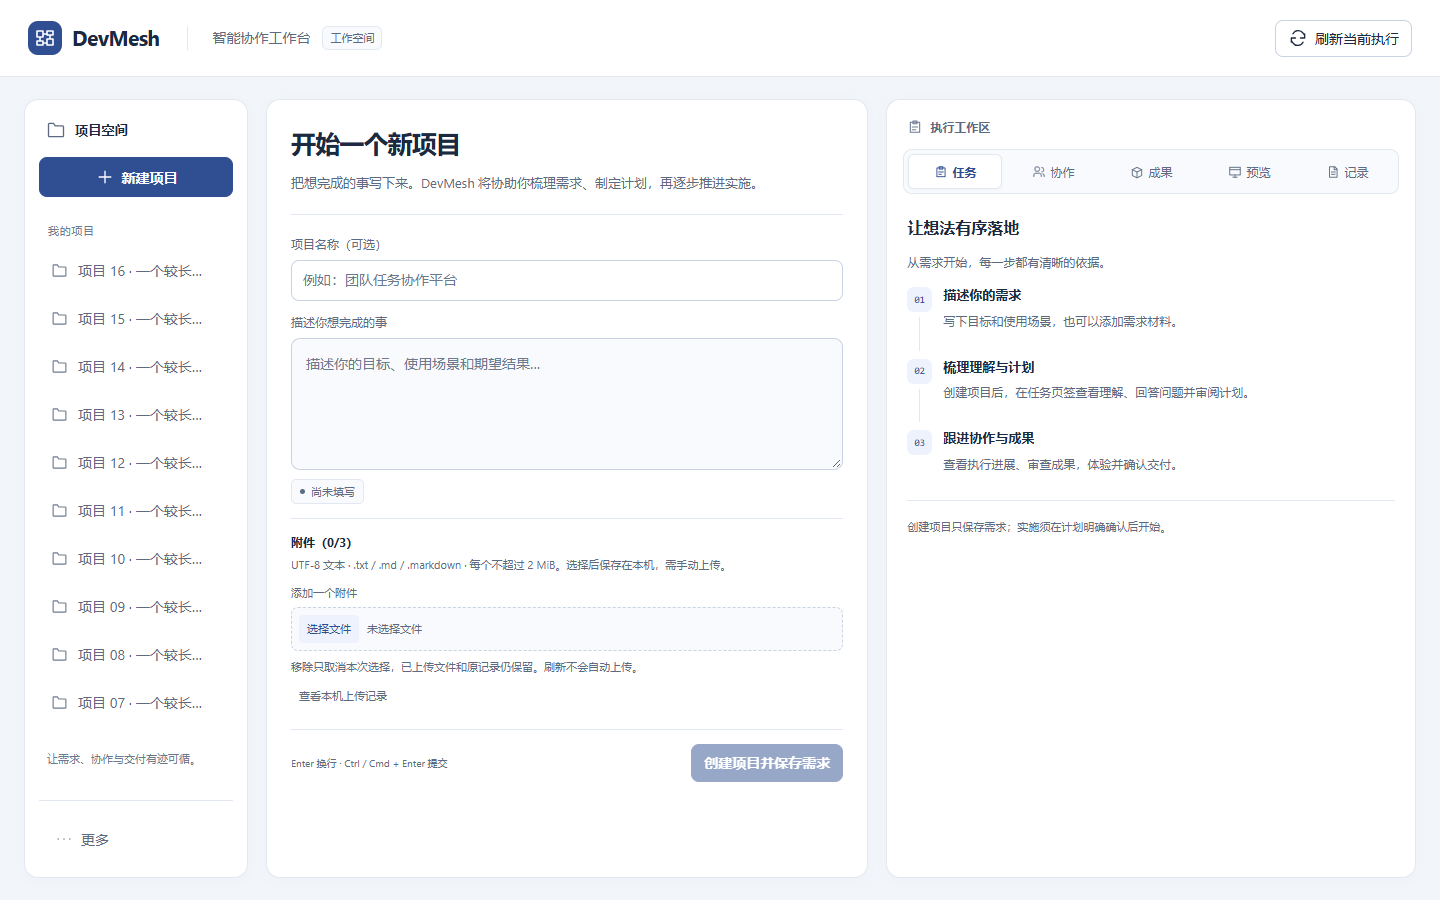 DevMesh
智能协作工作台
工作空间
刷新当前执行
项目空间
新建项目
我的项目
项目 16 · 一个较长...
项目 15 · 一个较长...
项目 14 · 一个较长...
项目 13 · 一个较长...
项目 12 · 一个较长...
项目 11 · 一个较长...
项目 10 · 一个较长...
项目 09 · 一个较长...
项目 08 · 一个较长...
项目 07 · 一个较长...
让需求、协作与交付有迹可循。
··· 更多
开始一个新项目
把想完成的事写下来。DevMesh 将协助你梳理需求、制定计划，再逐步推进实施。
项目名称（可选）
例如：团队任务协作平台
描述你想完成的事
描述你的目标、使用场景和期望结果...
尚未填写
附件（0/3）
UTF-8 文本 · .txt / .md / .markdown · 每个不超过 2 MiB。选择后保存在本机，需手动上传。
添加一个附件
选择文件 未选择文件
移除只取消本次选择，已上传文件和原记录仍保留。刷新不会自动上传。
查看本机上传记录
Enter 换行 · Ctrl / Cmd + Enter 提交
创建项目并保存需求
执行工作区
任务
协作
成果
预览
记录
让想法有序落地
从需求开始，每一步都有清晰的依据。
01 描述你的需求
写下目标和使用场景，也可以添加需求材料。
02 梳理理解与计划
创建项目后，在任务页签查看理解、回答问题并审阅计划。
03 跟进协作与成果
查看执行进展、审查成果，体验并确认交付。
创建项目只保存需求；实施须在计划明确确认后开始。